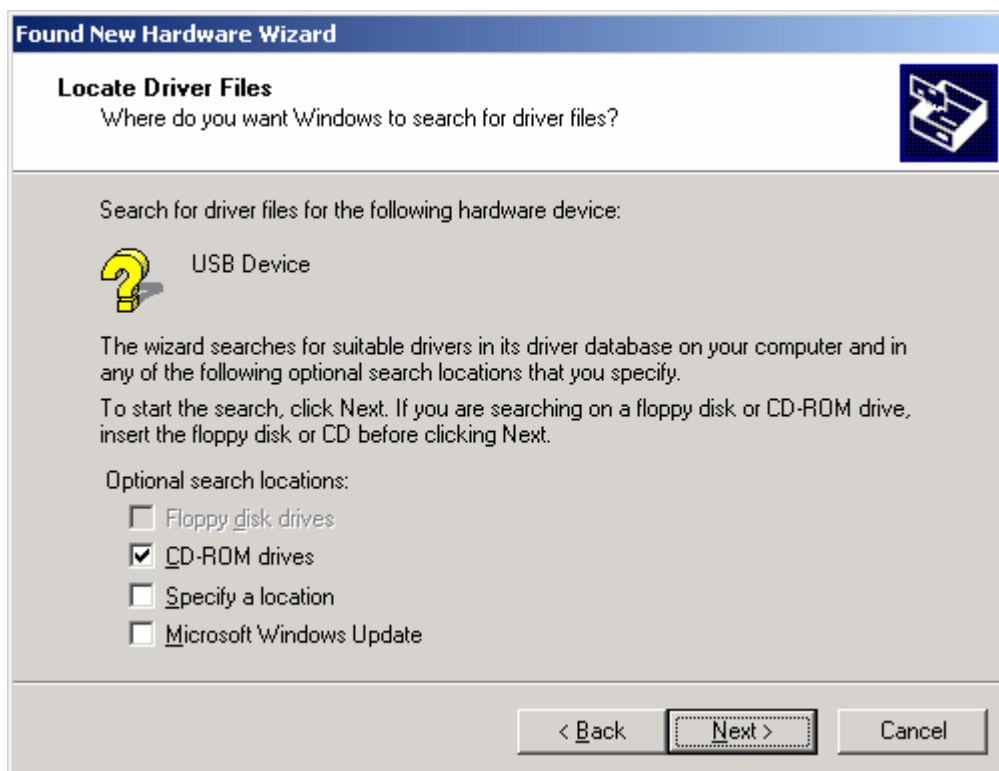 Found New Hardware Wizard
Locate Driver Files
Where do you want Windows to search for driver files?
Search for driver files for the following hardware device:
USB Device
The wizard searches for suitable drivers in its driver database on your computer and in
any of the following optional search locations that you specify.
To start the search, click Next. If you are searching on a floppy disk or CD-ROM drive,
insert the floppy disk or CD before clicking Next.
Optional search locations:
Floppy disk drives
CD-ROM drives
Specify a location
Microsoft Windows Update
< Back Next > Cancel